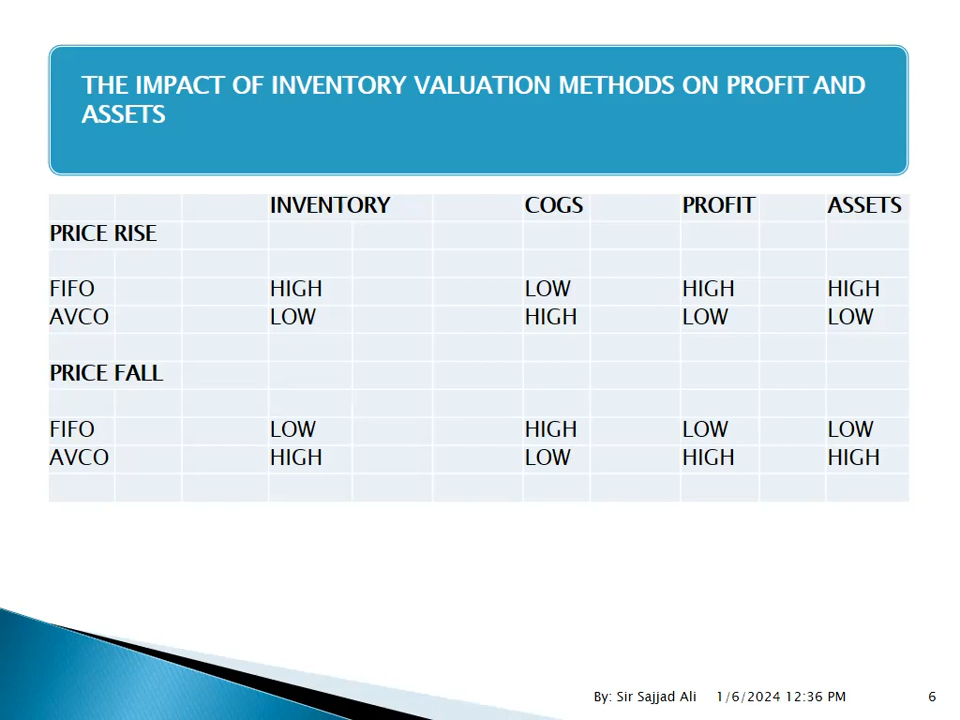 THE IMPACT OF INVENTORY VALUATION METHODS ON PROFIT AND
ASSETS
INVENTORY COGS PROFIT ASSETS
PRICE RISE
FIFO HIGH LOW HIGH HIGH
AVCO LOW HIGH LOW LOW
PRICE FALL
FIFO LOW HIGH LOW LOW
AVCO HIGH LOW HIGH HIGH
By: Sir Sajjad Ali 1/6/2024 12:36 PM 6